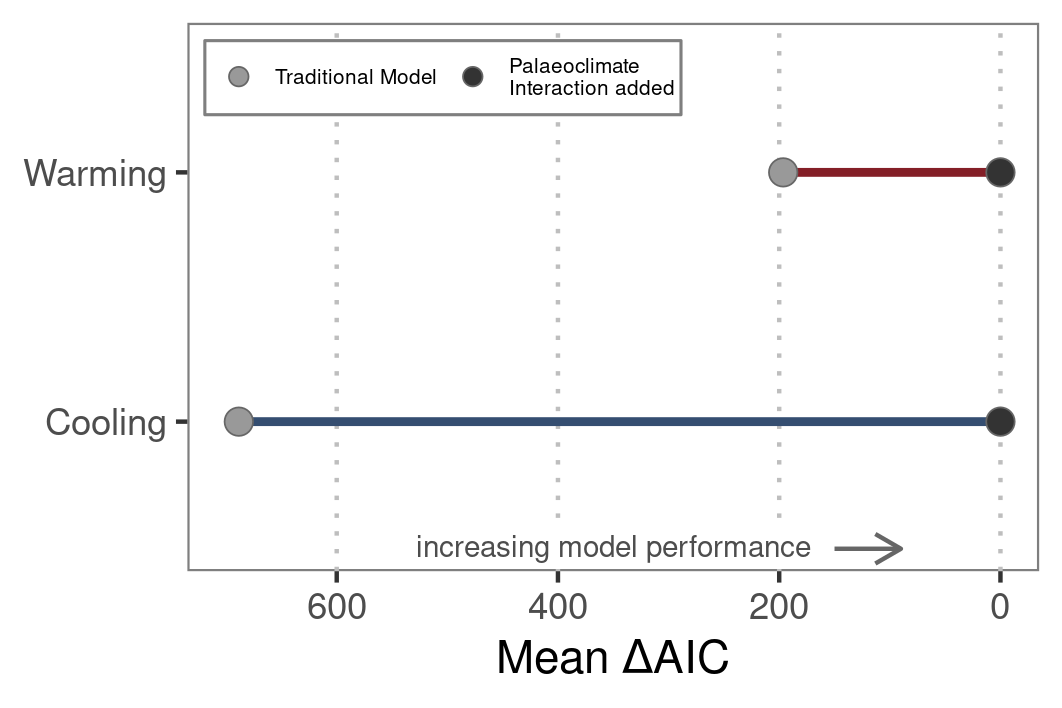 Traditional Model
Palaeoclimate
Interaction added
Warming
Cooling
increasing model performance
600 400 200 0
Mean ΔAIC